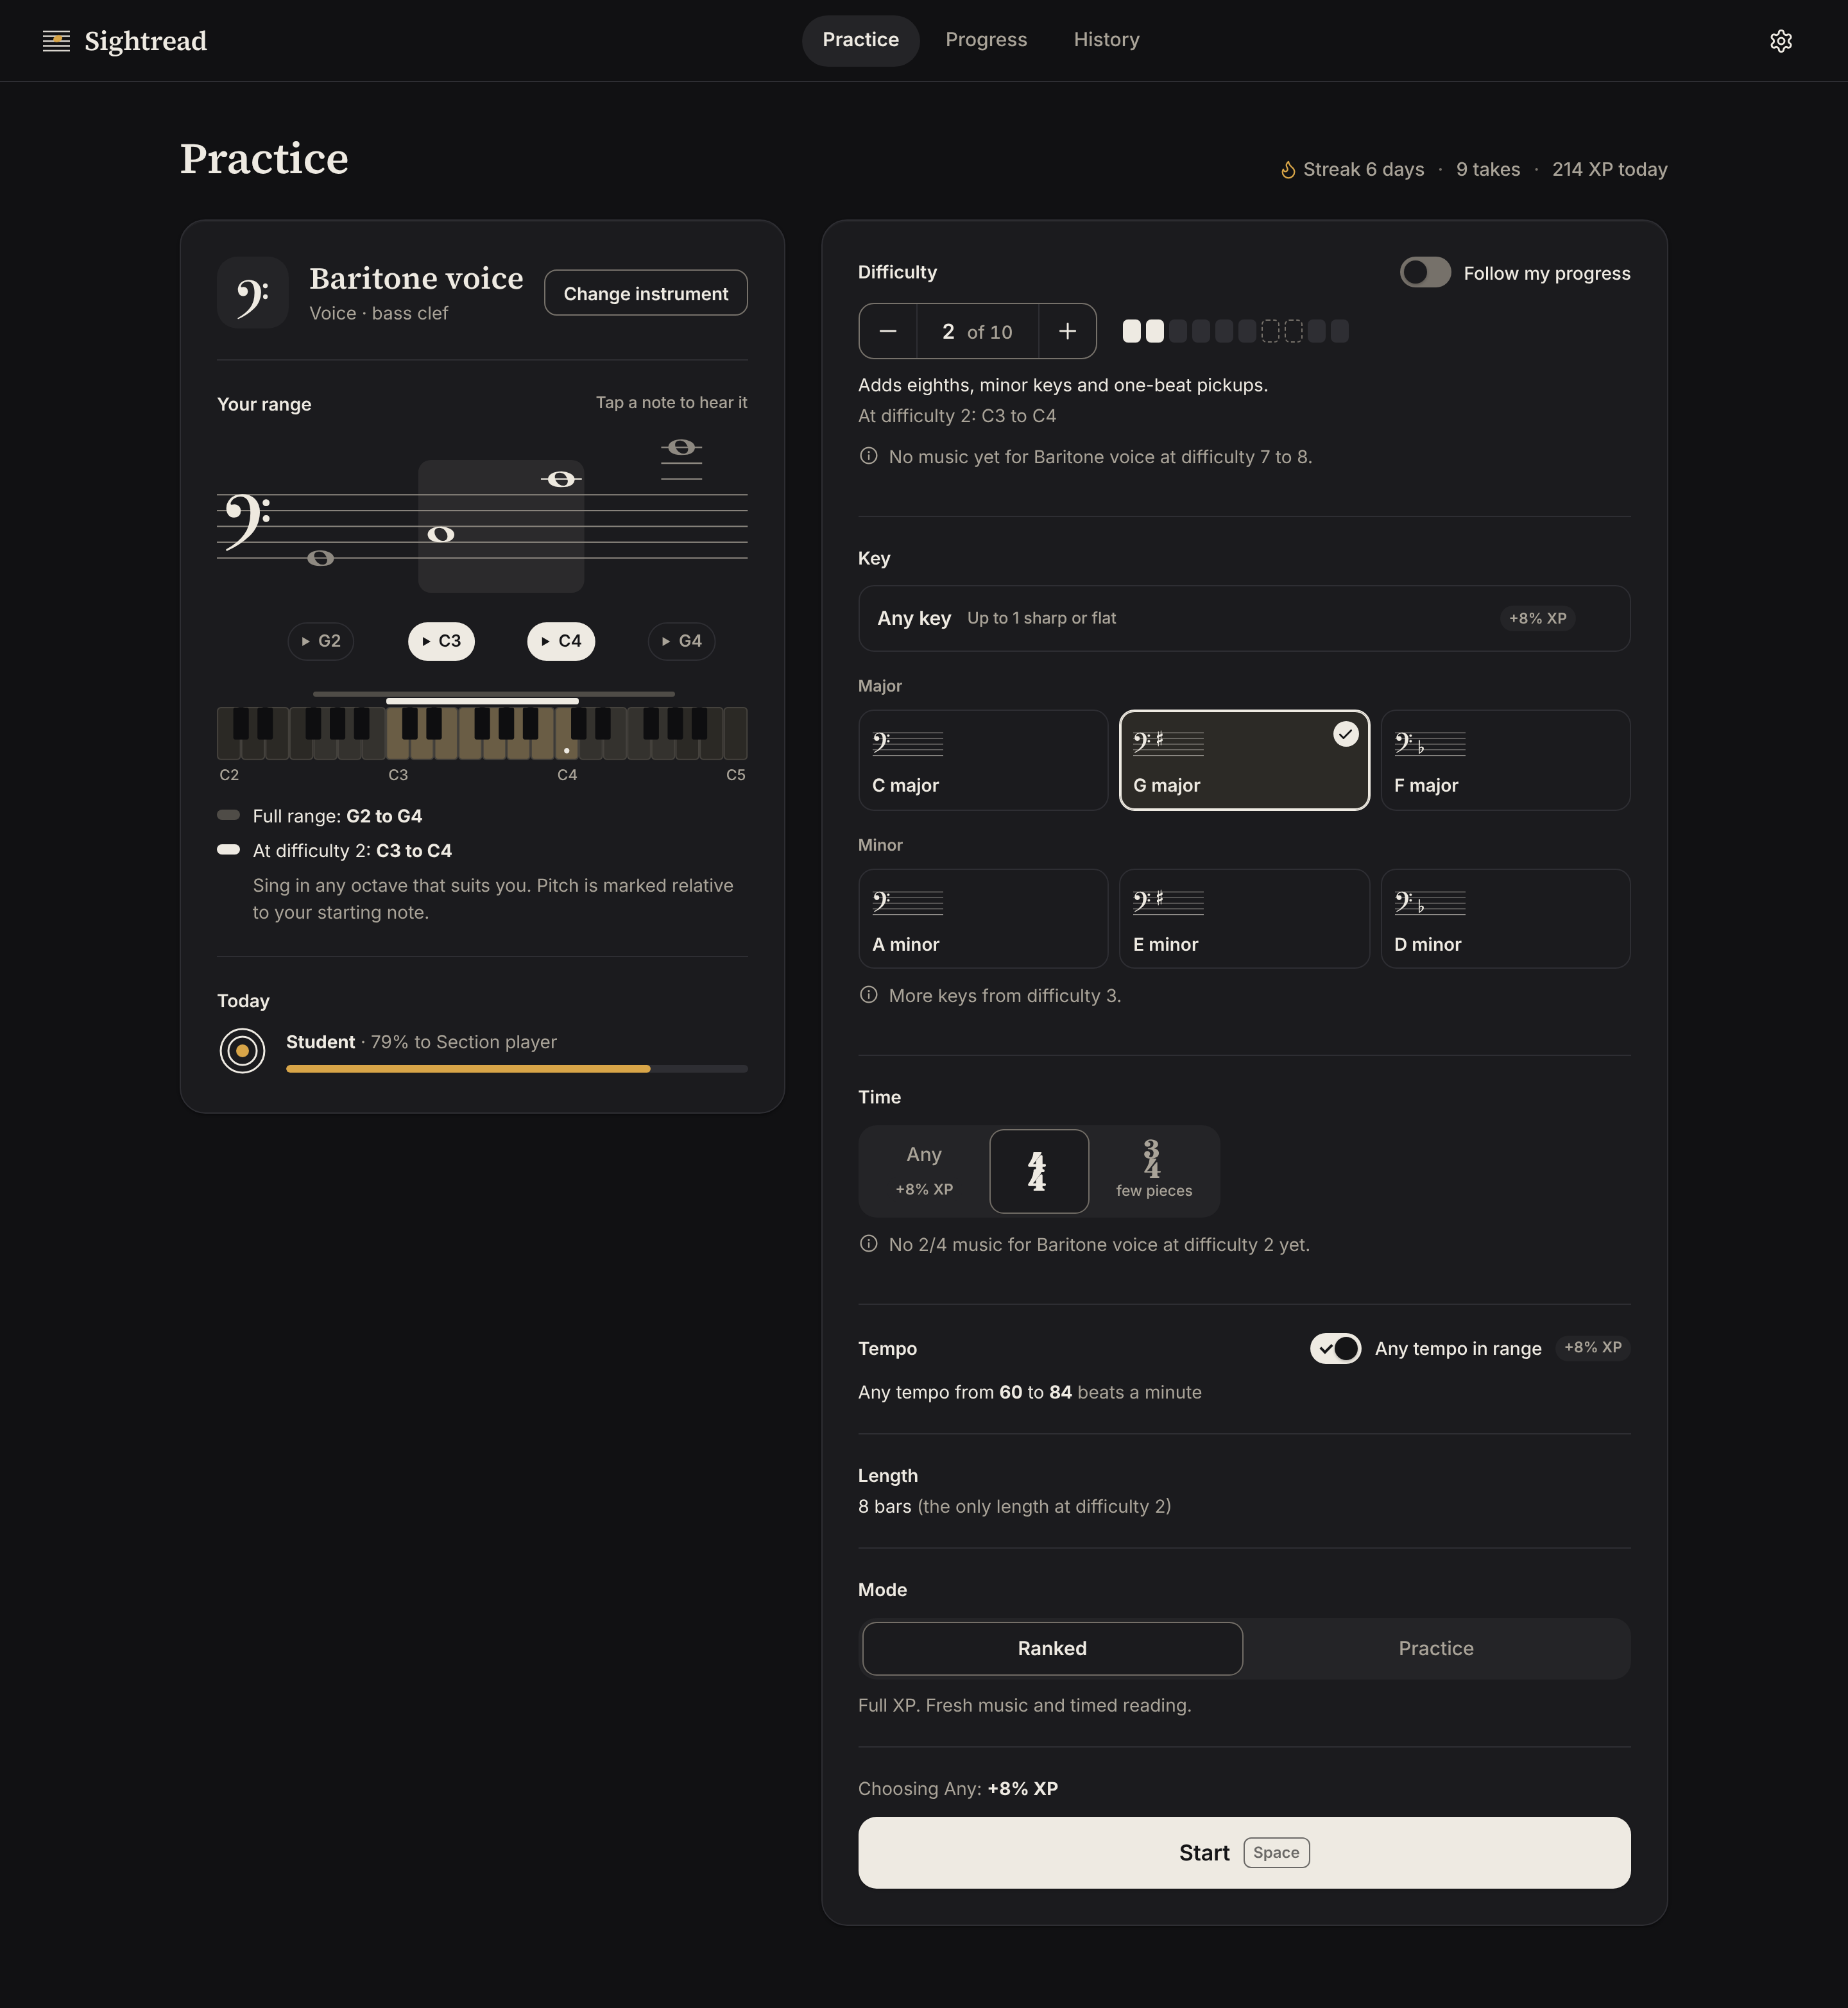 Sightread
Practice
Progress
History
Practice
Streak 6 days · 9 takes · 214 XP today
Baritone voice
Voice · bass clef
Change instrument
Your range
Tap a note to hear it
G2
C3
C4
G4
C2
C3
C4
C5
Full range: G2 to G4
At difficulty 2: C3 to C4
Sing in any octave that suits you. Pitch is marked relative
to your starting note.
Today
Student · 79% to Section player
Difficulty
Follow my progress
2 of 10
Adds eighths, minor keys and one-beat pickups.
At difficulty 2: C3 to C4
No music yet for Baritone voice at difficulty 7 to 8.
Key
Any key Up to 1 sharp or flat
+8% XP
Major
C major
G major
F major
Minor
A minor
E minor
D minor
More keys from difficulty 3.
Time
Any
+8% XP
4
4
3
4
few pieces
No 2/4 music for Baritone voice at difficulty 2 yet.
Tempo
Any tempo in range
+8% XP
Any tempo from 60 to 84 beats a minute
Length
8 bars (the only length at difficulty 2)
Mode
Ranked
Practice
Full XP. Fresh music and timed reading.
Choosing Any: +8% XP
Start
Space